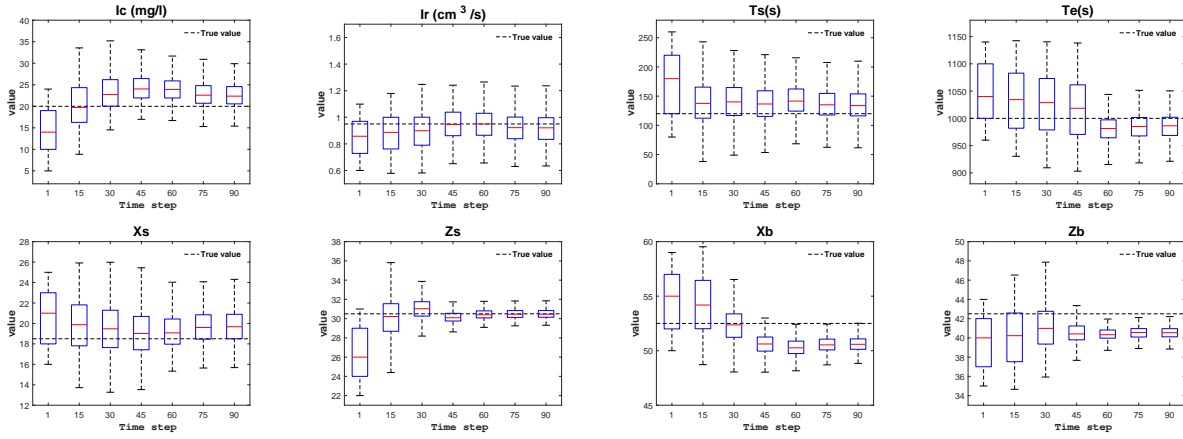 Ic (mg/l)
40
35
30
25
20
15
10
5
value
True value
1 15 30 45 60 75 90
Time step
Ir (cm 3 /s)
1.6
1.4
1.2
1
0.8
0.6
value
True value
1 15 30 45 60 75 90
Time step
Ts(s)
250
200
150
100
50
0
value
True value
1 15 30 45 60 75 90
Time step
Te(s)
1150
1100
1050
1000
950
900
value
True value
1 15 30 45 60 75 90
Time step
Xs
28
26
24
22
20
18
16
14
12
value
True value
1 15 30 45 60 75 90
Time step
Zs
38
36
34
32
30
28
26
24
22
value
True value
1 15 30 45 60 75 90
Time step
Xb
60
55
50
45
value
True value
1 15 30 45 60 75 90
Time step
Zb
50
48
46
44
42
40
38
36
34
value
True value
1 15 30 45 60 75 90
Time step